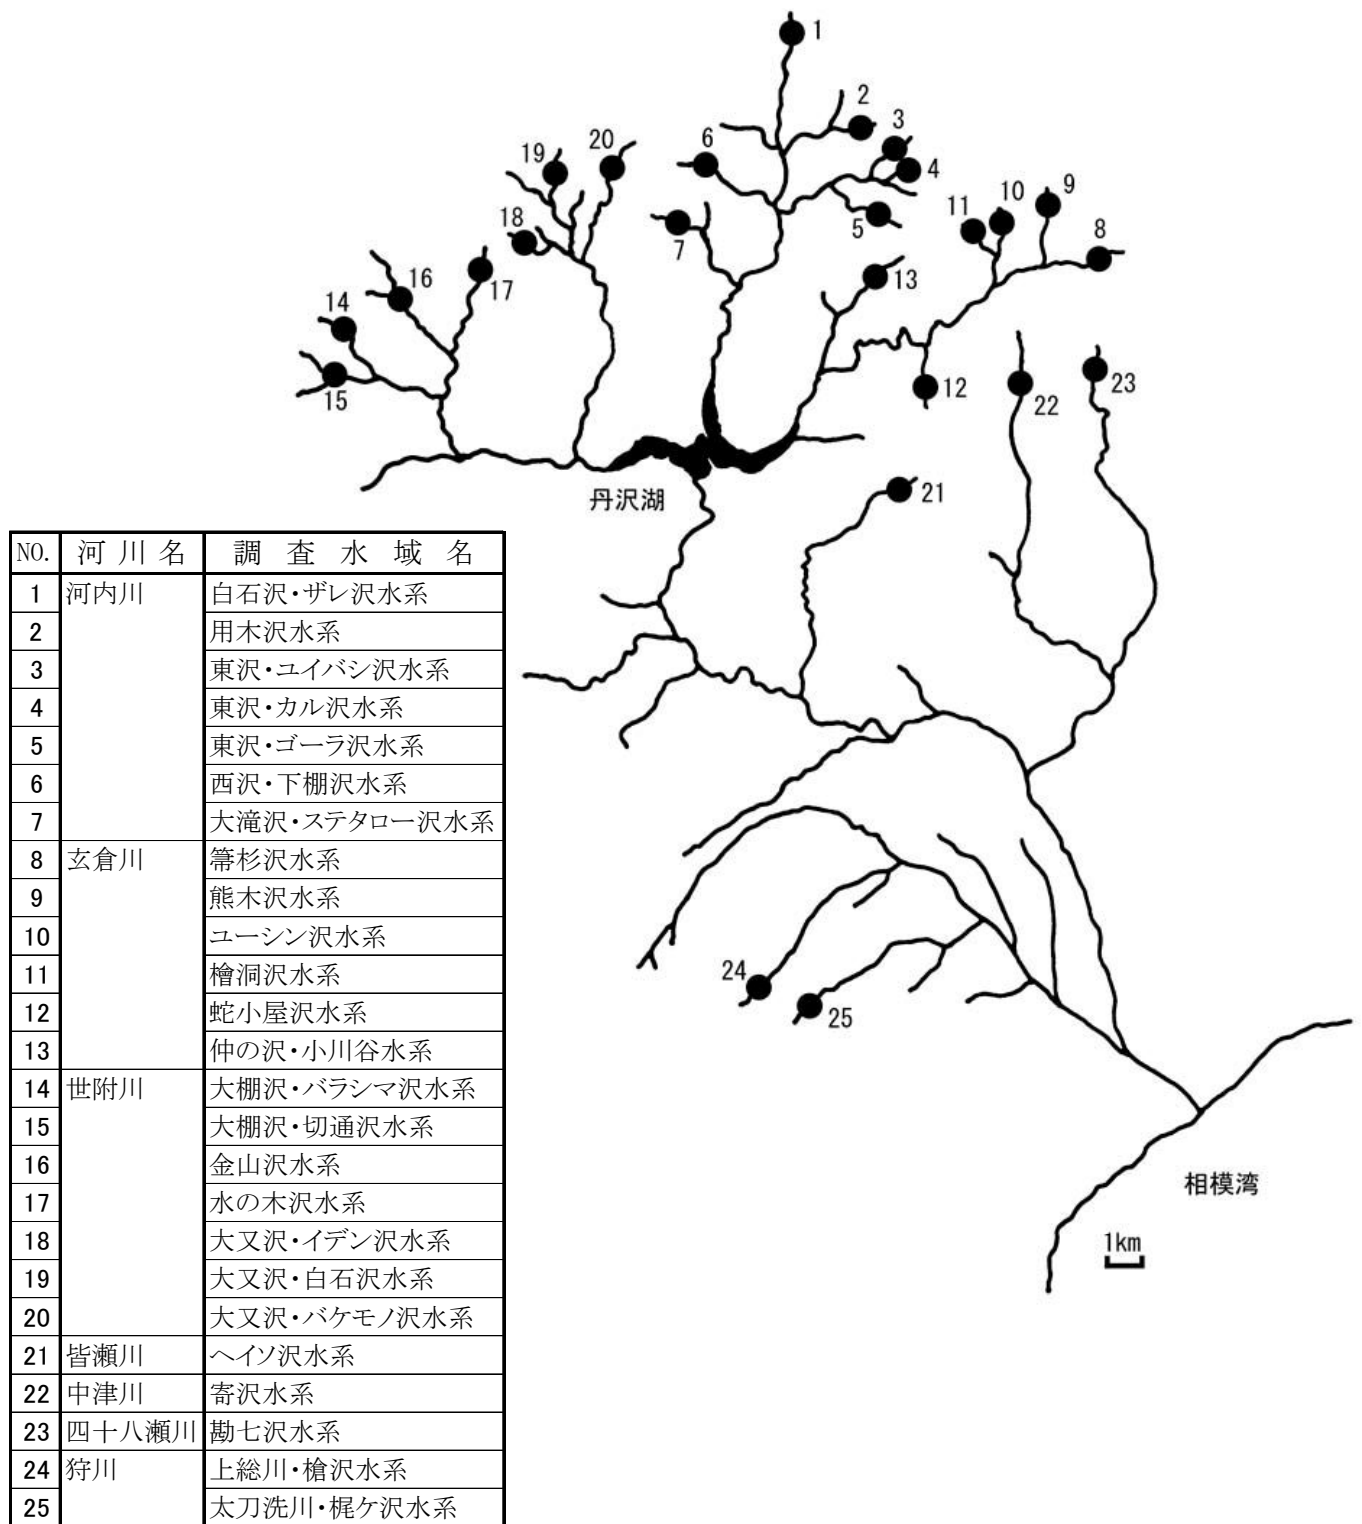 1
2
3
20
6
19
4
9
10
11
18
5
8
7
13
16
17
14
12
23
15
22
丹沢湖
21
NO. 河川名 調査水域名
1 河内川 白石沢・ザレ沢水系
2 用木沢水系
3 東沢・ユイバシ沢水系
4 東沢・カル沢水系
5 東沢・ゴーラ沢水系
6 西沢・下棚沢水系
7 大滝沢・ステタロー沢水系
8 玄倉川 箒杉沢水系
9 熊木沢水系
10 ユーシン沢水系
11 檜洞沢水系
12 蛇小屋沢水系
13 仲の沢・小川谷水系
14 世附川 大棚沢・バラシマ沢水系
15 大棚沢・切通沢水系
16 金山沢水系
17 水の木沢水系
18 大又沢・イデン沢水系
19 大又沢・白石沢水系
20 大又沢・バケモノ沢水系
21 皆瀬川 ヘイソ沢水系
22 中津川 寄沢水系
23 四十八瀬川 勘七沢水系
24 狩川 上総川・槍沢水系
25 太刀洗川・梶ケ沢水系
24
25
相模湾
1km